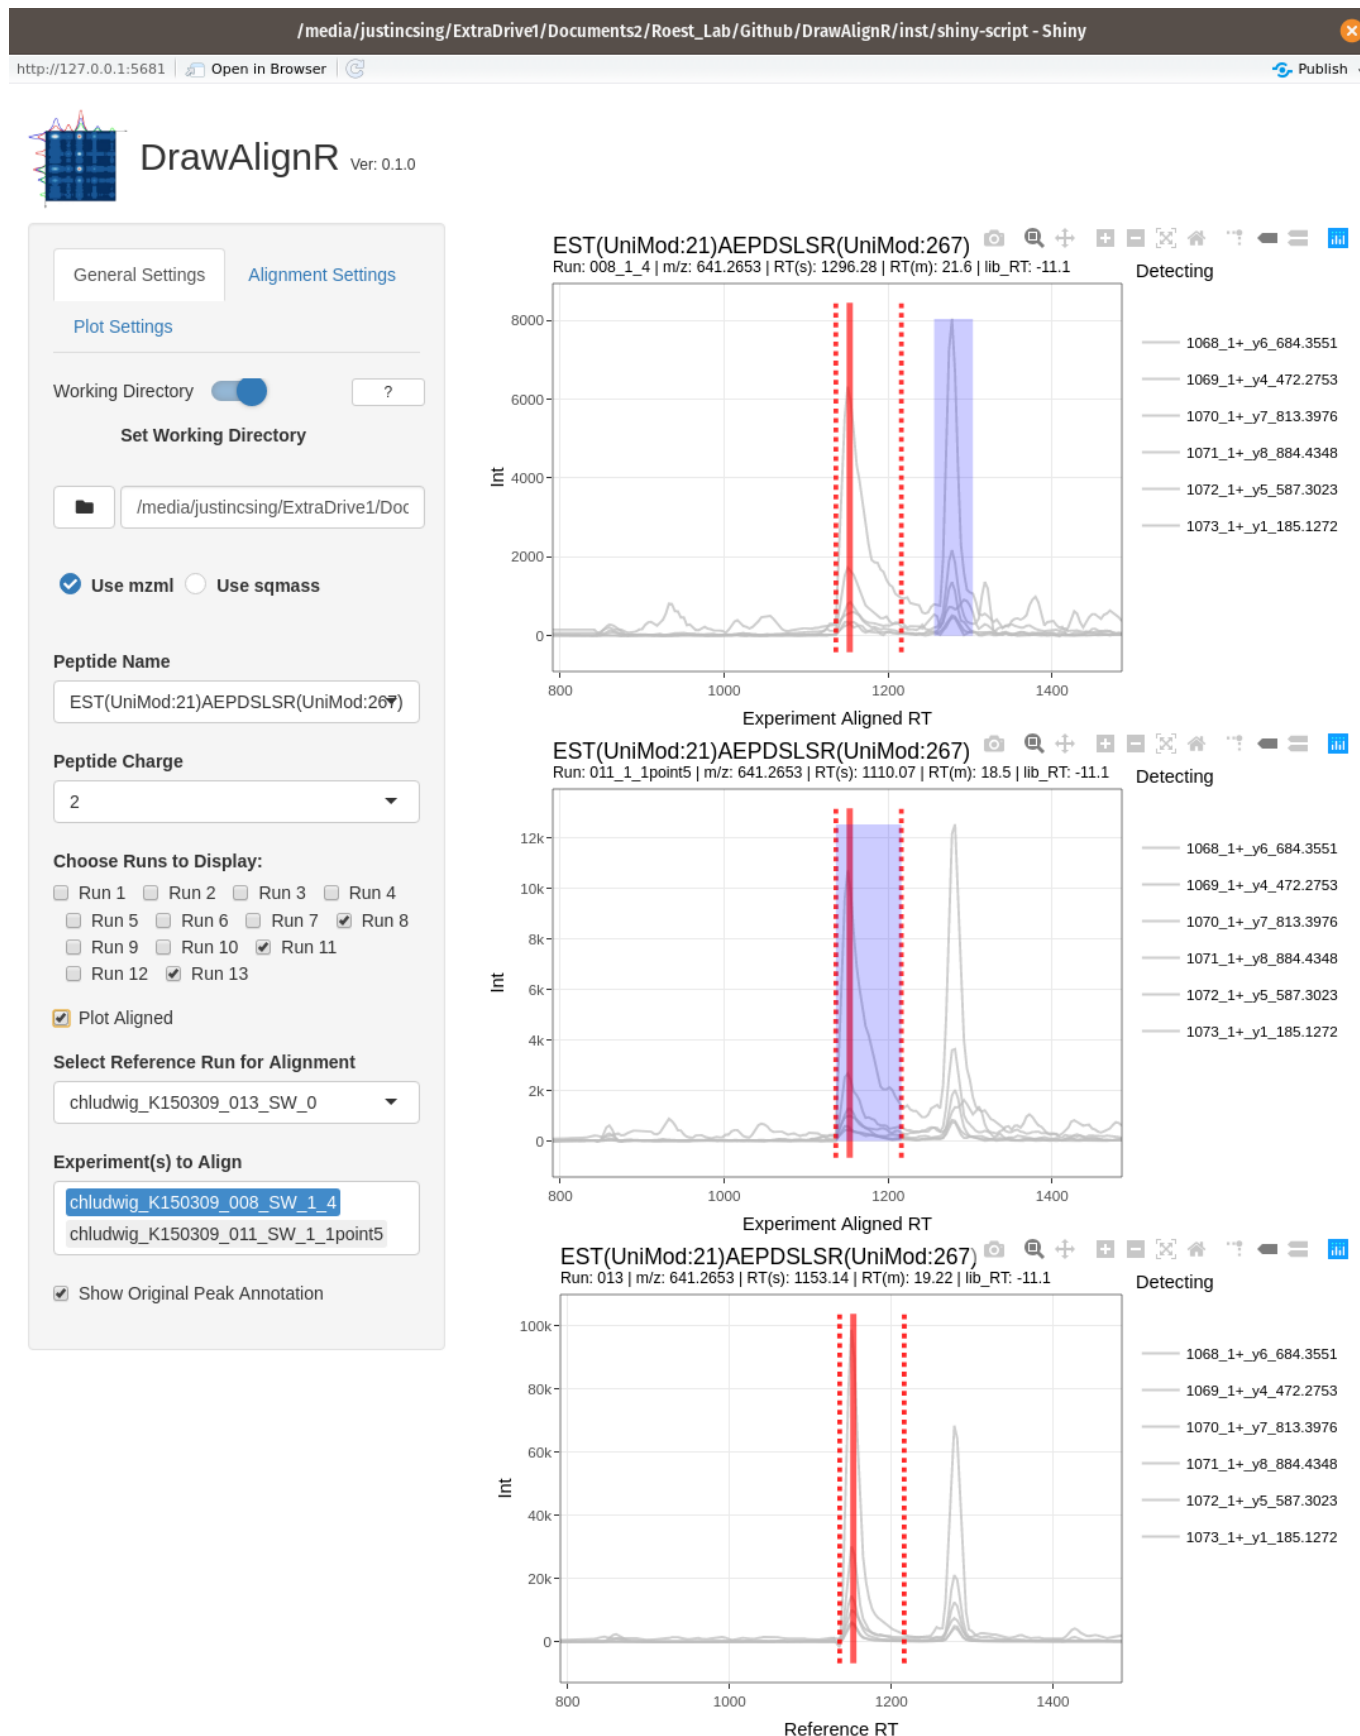 /media/justincsing/ExtraDrive1/Documents2/Roest_Lab/Github/DrawAlignR/inst/shiny-script - Shiny
http://127.0.0.1:5681 Open in Browser Publish
DrawAlignR Ver: 0.1.0
General Settings Alignment Settings
Plot Settings
Working Directory ?
Set Working Directory
/media/justincsing/ExtraDrive1/Doc
Use mzml Use sqmass
Peptide Name
EST(UniMod:21)AEPDSLSR(UniMod:267)
Peptide Charge
2
Choose Runs to Display:
Run 1 Run 2 Run 3 Run 4
Run 5 Run 6 Run 7 Run 8
Run 9 Run 10 Run 11
Run 12 Run 13
Plot Aligned
Select Reference Run for Alignment
chludwig_K150309_013_SW_0
Experiment(s) to Align
chludwig_K150309_008_SW_1_4
chludwig_K150309_011_SW_1_1point5
Show Original Peak Annotation
EST(UniMod:21)AEPDSLSR(UniMod:267)
Run: 008_1_4 | m/z: 641.2653 | RT(s): 1296.28 | RT(m): 21.6 | lib_RT: -11.1
Detecting
1068_1+_y6_684.3551
1069_1+_y4_472.2753
1070_1+_y7_813.3976
1071_1+_y8_884.4348
1072_1+_y5_587.3023
1073_1+_y1_185.1272
8000
6000
4000
2000
0
Int
800 1000 1200 1400
Experiment Aligned RT
EST(UniMod:21)AEPDSLSR(UniMod:267)
Run: 011_1_1point5 | m/z: 641.2653 | RT(s): 1110.07 | RT(m): 18.5 | lib_RT: -11.1
Detecting
1068_1+_y6_684.3551
1069_1+_y4_472.2753
1070_1+_y7_813.3976
1071_1+_y8_884.4348
1072_1+_y5_587.3023
1073_1+_y1_185.1272
12k
10k
8k
6k
4k
2k
0
Int
800 1000 1200 1400
Experiment Aligned RT
EST(UniMod:21)AEPDSLSR(UniMod:267)
Run: 013 | m/z: 641.2653 | RT(s): 1153.14 | RT(m): 19.22 | lib_RT: -11.1
Detecting
1068_1+_y6_684.3551
1069_1+_y4_472.2753
1070_1+_y7_813.3976
1071_1+_y8_884.4348
1072_1+_y5_587.3023
1073_1+_y1_185.1272
100k
80k
60k
40k
20k
0
Int
800 1000 1200 1400
Reference RT